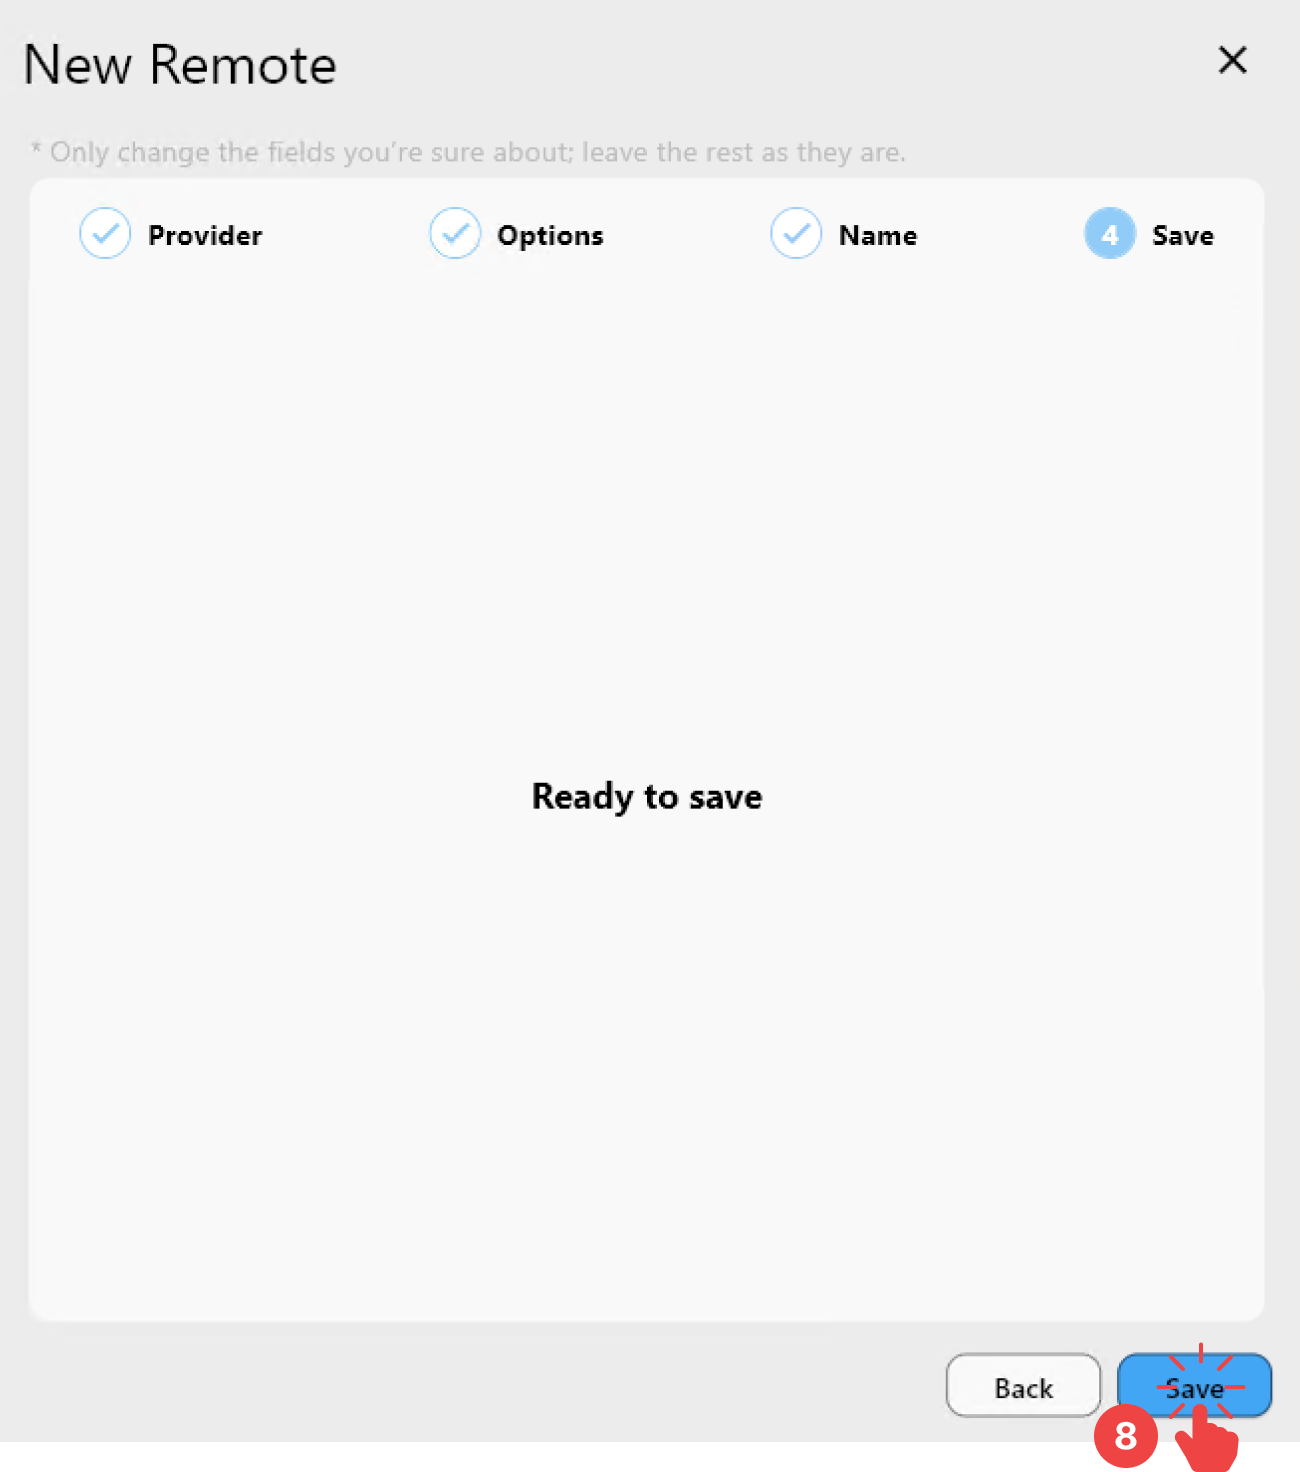 New Remote
* Only change the fields you're sure about; leave the rest as they are.
Provider Options Name 4 Save
Ready to save
Back Save
8